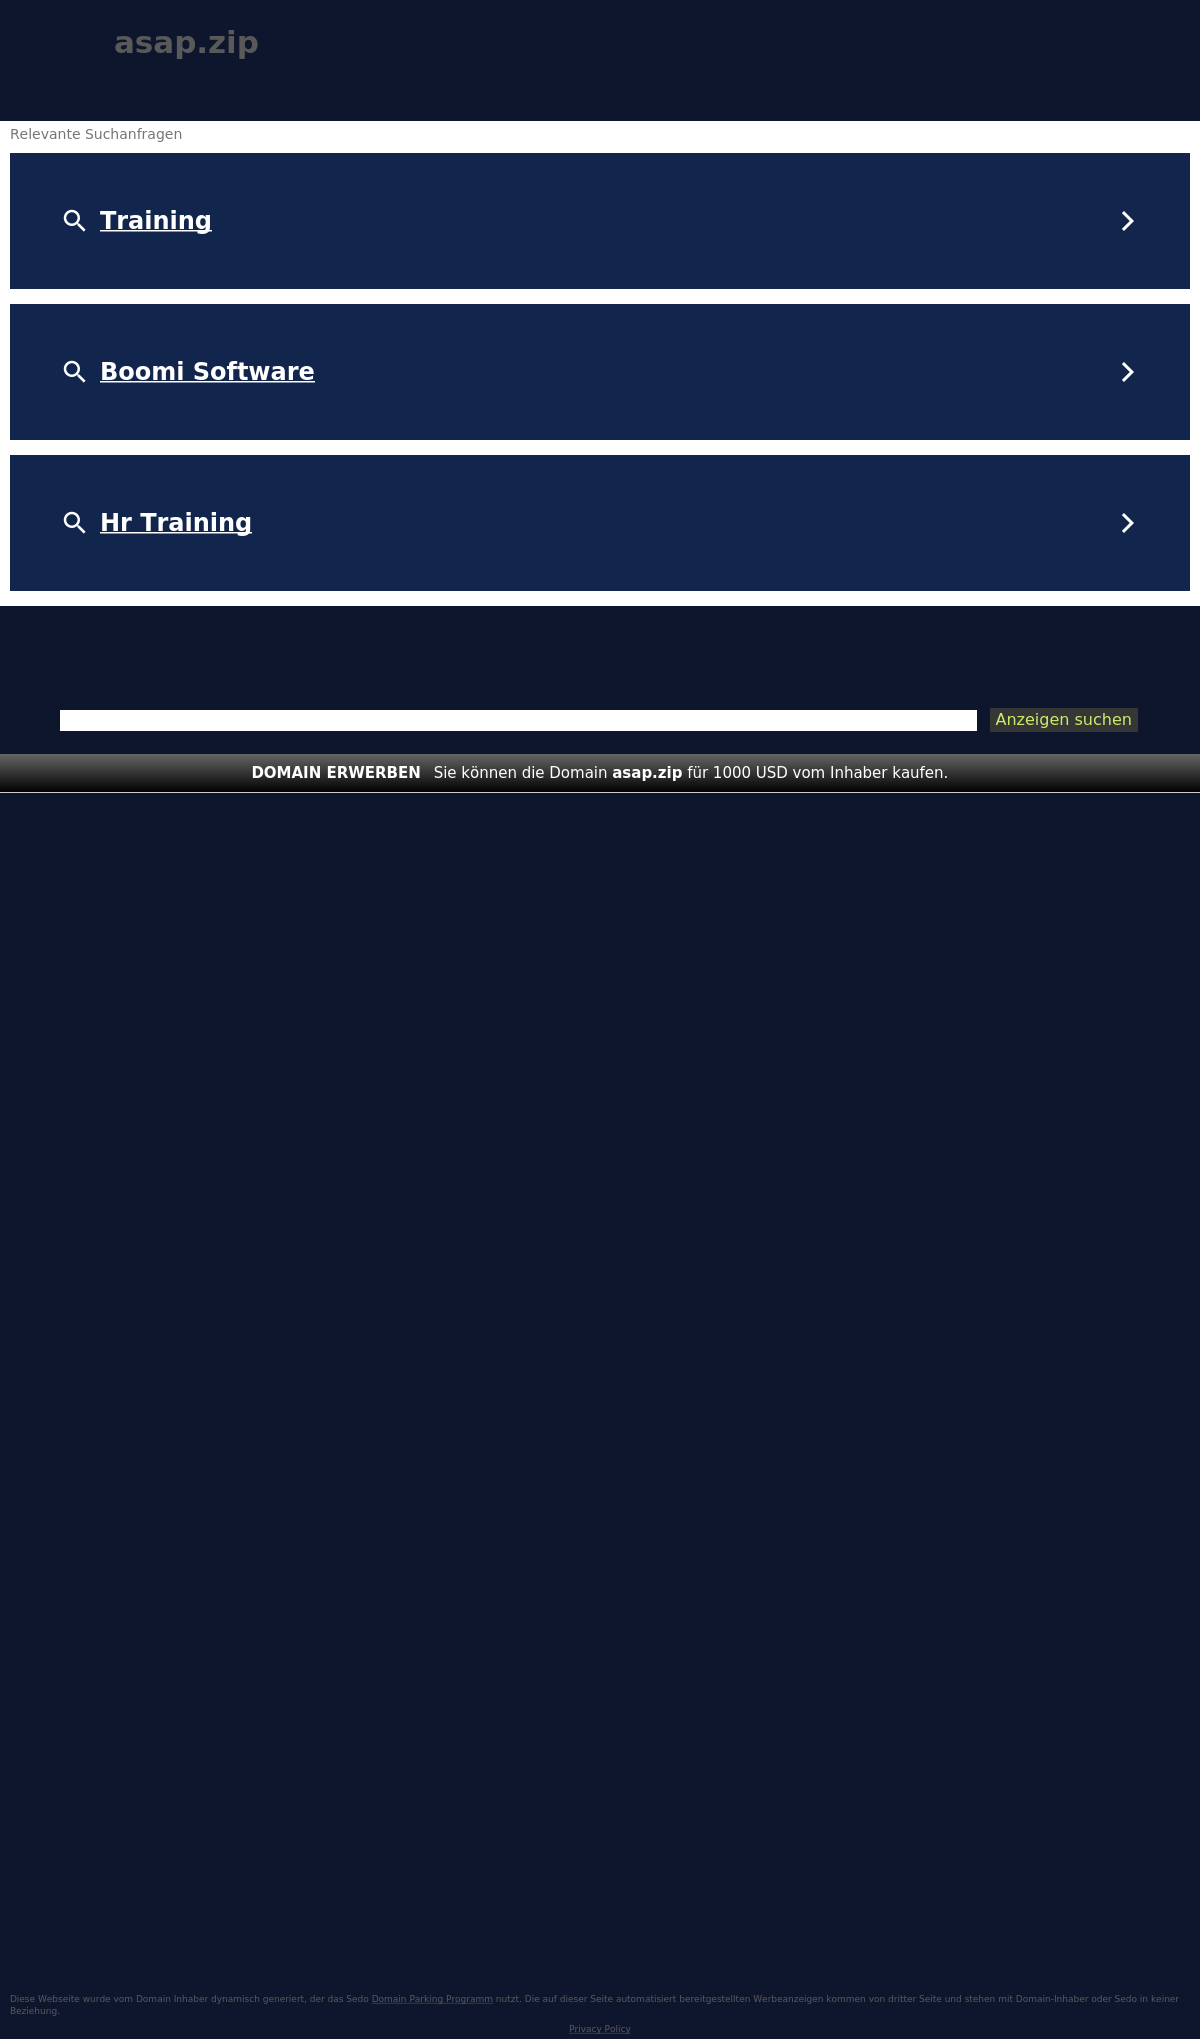 asap.zip
Relevante Suchanfragen
Training
Boomi Software
Hr Training
Anzeigen suchen
DOMAIN ERWERBEN Sie können die Domain asap.zip für 1000 USD vom Inhaber kaufen.
Diese Webseite wurde vom Domain Inhaber dynamisch generiert, der das Sedo Domain Parking Programm nutzt. Die auf dieser Seite automatisiert bereitgestellten Werbeanzeigen kommen von dritter Seite und stehen mit Domain-Inhaber oder Sedo in keiner
Beziehung.
Privacy Policy